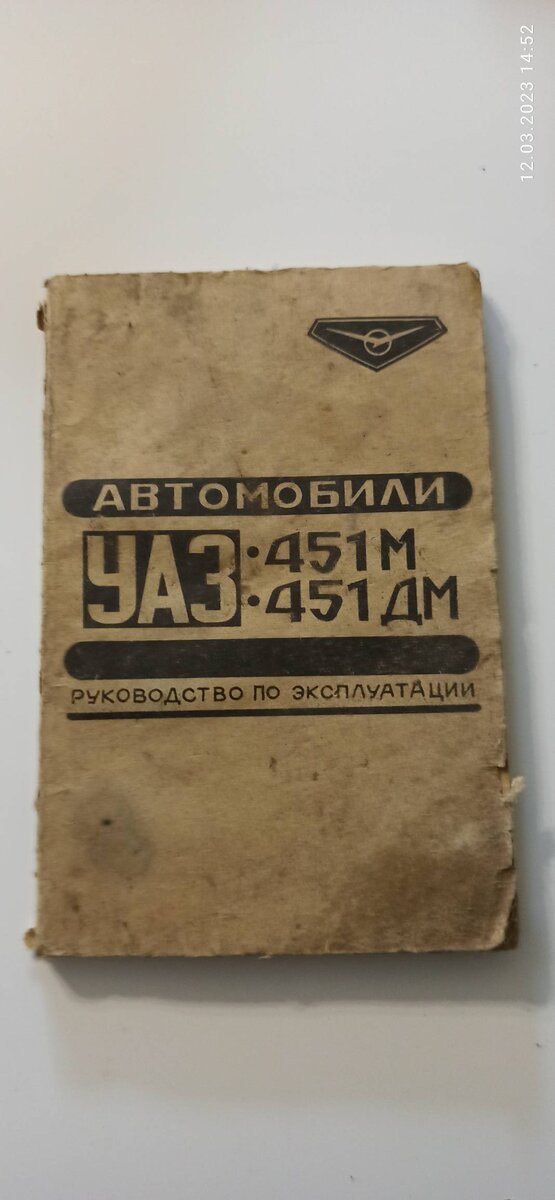 12.03.2023 14:52
АВТОМОБИЛИ
УАЗ·451М
·451ДМ
РУКОВОДСТВО ПО ЭКСПЛУАТАЦИИ